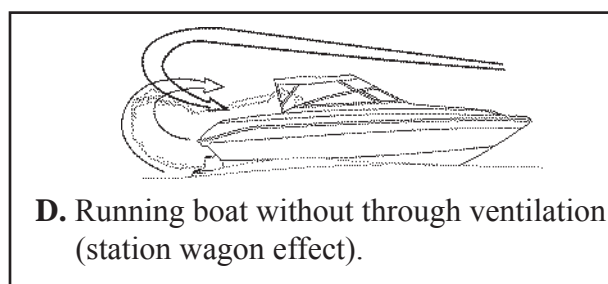 D. Running boat without through ventilation
(station wagon effect).